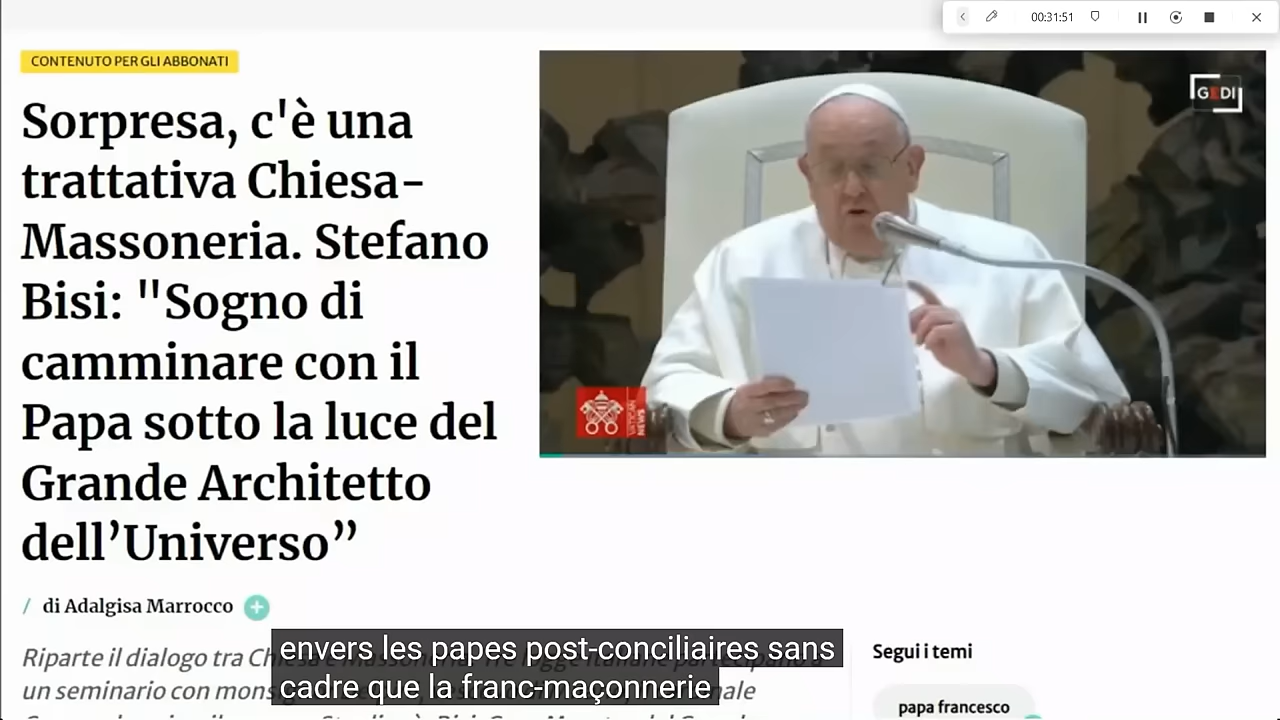 00:31:51
CONTENUTO PER GLI ABBONATI
Sorpresa, c'è una
trattativa Chiesa-
Massoneria. Stefano
Bisi: "Sogno di
camminare con il
Papa sotto la luce del
Grande Architetto
dell’Universo”
/ di Adalgisa Marrocco
GEDI
VATICAN
NEWS
Riparte il dialogo tra
un seminario con
envers les papes post-conciliaires sans
cadre que la franc-maçonnerie
Segui i temi
papa francesco